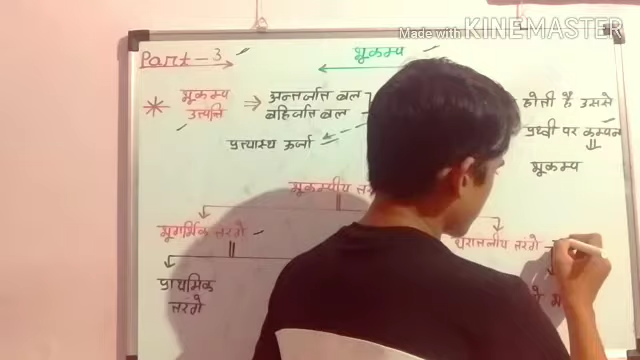 Made with KINEMASTER
Part-3
भूकम्प
* भूकम्प ⇒ अन्तर्जात बल होती है उससे
उत्पत्ति बहिर्जात बल पृथ्वी पर कम्पन
प्रत्यास्थ ऊर्जा
भूकम्प
भूकम्पीय
भूगर्भिक तरंगे
धरातलीय तरंगे
प्राथमिक
तरंगे